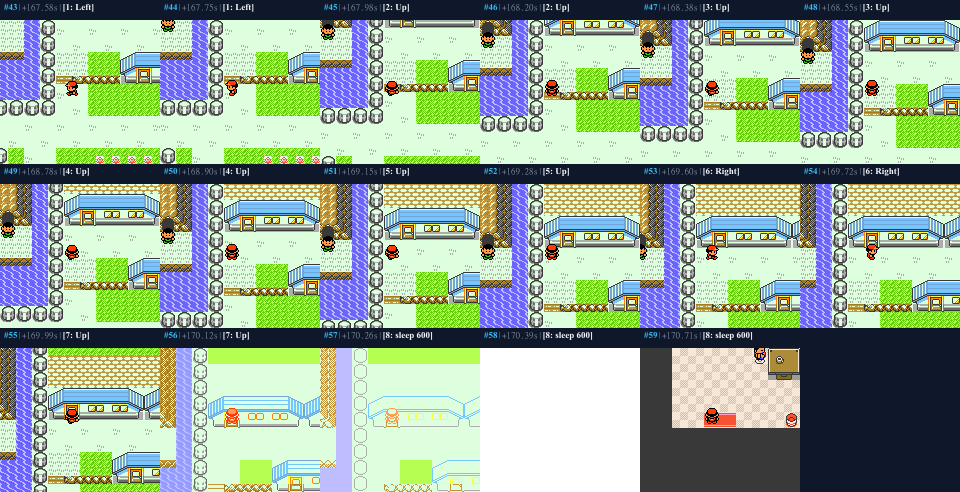 #43 +167.58s [1: Left] #44 +167.75s [1: Left] #45 +167.98s [2: Up] #46 +168.20s [2: Up] #47 +168.38s [3: Up] #48 +168.55s [3: Up]
#49 +168.78s [4: Up] #50 +168.90s [4: Up] #51 +169.15s [5: Up] #52 +169.28s [5: Up] #53 +169.60s [6: Right] #54 +169.72s [6: Right]
#55 +169.99s [7: Up] #56 +170.12s [7: Up] #57 +170.26s [8: sleep 600] #58 +170.39s [8: sleep 600] #59 +170.71s [8: sleep 600]